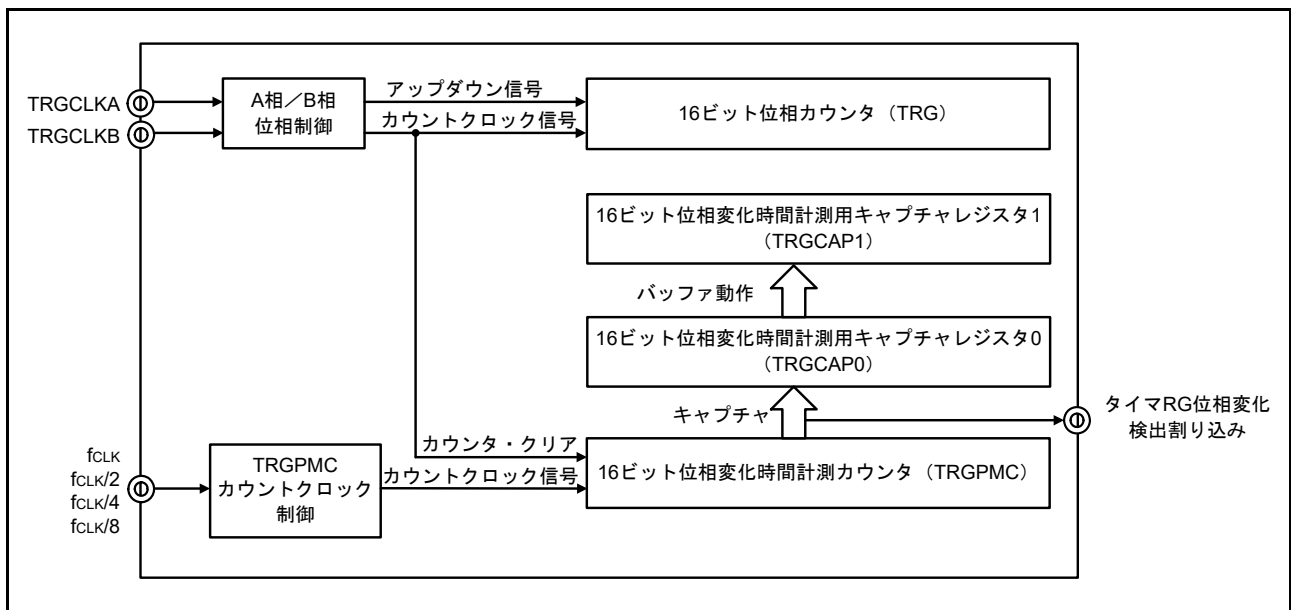 TRGCLKA
TRGCLKB
A相／B相
位相制御
アップダウン信号
カウントクロック信号
16ビット位相カウンタ（TRG）
16ビット位相変化時間計測用キャプチャレジスタ1
（TRGCAP1）
バッファ動作
16ビット位相変化時間計測用キャプチャレジスタ0
（TRGCAP0）
キャプチャ
タイマRG位相変化
検出割り込み
カウンタ・クリア
カウントクロック信号
16ビット位相変化時間計測カウンタ（TRGPMC）
fCLK
fCLK/2
fCLK/4
fCLK/8
TRGPMC
カウントクロック
制御